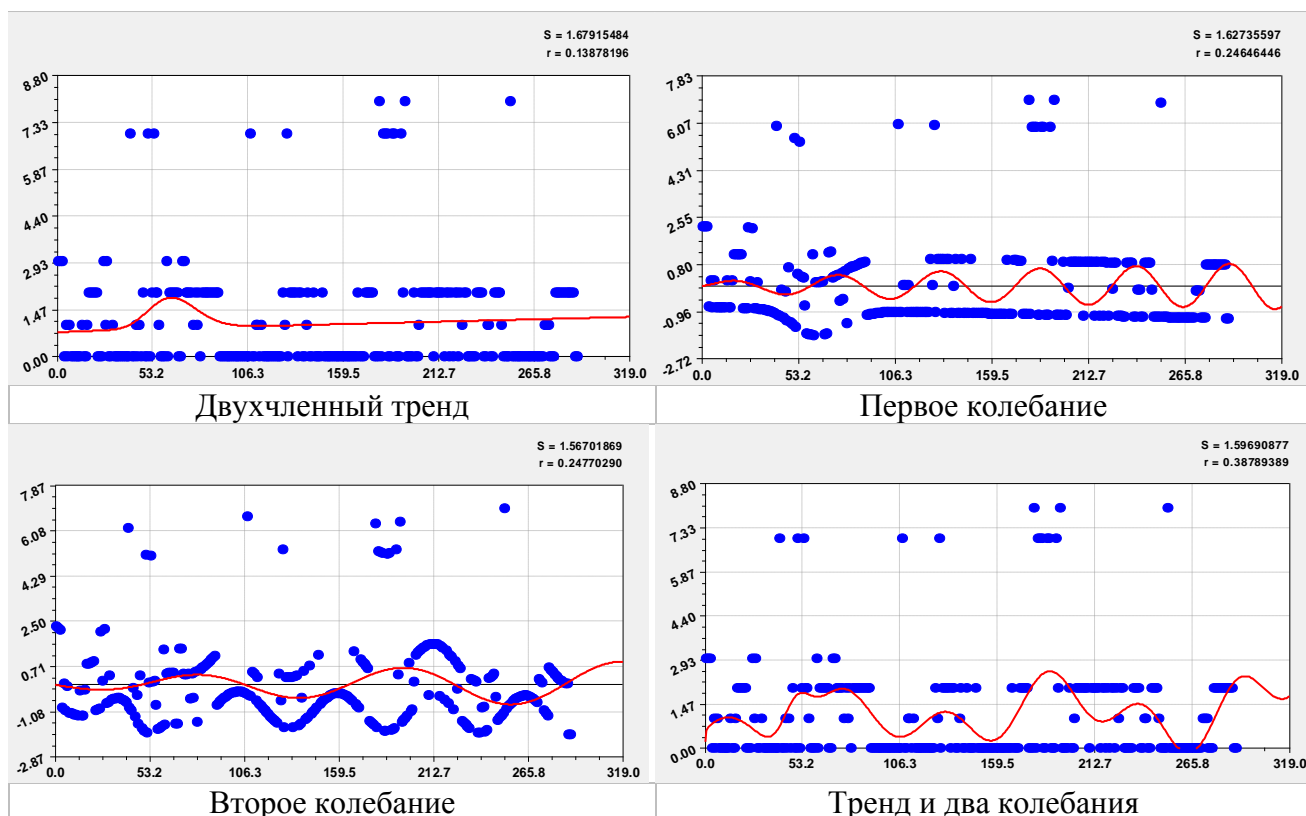 S = 1.67915484
r = 0.13878196
8.80
7.33
5.87
4.40
2.93
1.47
0.00
0.0 53.2 106.3 159.5 212.7 265.8 319.0
Двухчленный тренд
S = 1.62735597
r = 0.24646446
7.83
6.07
4.31
2.55
0.80
-0.96
-2.72
0.0 53.2 106.3 159.5 212.7 265.8 319.0
Первое колебание
S = 1.56701869
r = 0.24770290
7.87
6.08
4.29
2.50
0.71
-1.08
-2.87
0.0 53.2 106.3 159.5 212.7 265.8 319.0
Второе колебание
S = 1.59690877
r = 0.38789389
8.80
7.33
5.87
4.40
2.93
1.47
0.00
0.0 53.2 106.3 159.5 212.7 265.8 319.0
Тренд и два колебания